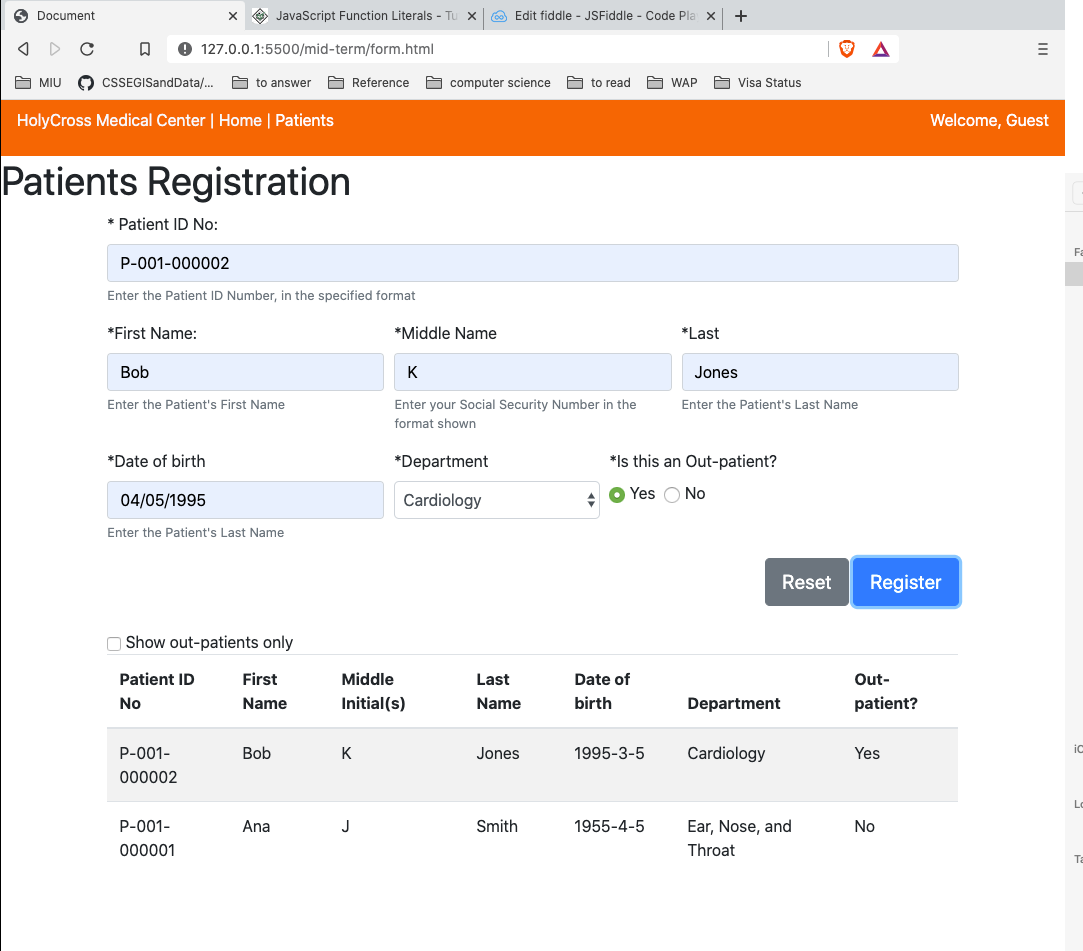 Document
JavaScript Function Literals - Tu
Edit fiddle - JSFiddle - Code Pla
127.0.0.1:5500/mid-term/form.html
MIU CSSEGISandData/... to answer Reference computer science to read WAP Visa Status
HolyCross Medical Center | Home | Patients Welcome, Guest
Patients Registration
* Patient ID No:
P-001-000002
Enter the Patient ID Number, in the specified format
*First Name: *Middle Name *Last
Bob K Jones
Enter the Patient's First Name Enter your Social Security Number in the Enter the Patient's Last Name
format shown
*Date of birth *Department *Is this an Out-patient?
04/05/1995 Cardiology Yes No
Enter the Patient's Last Name
Reset Register
Show out-patients only
Patient ID First Middle Last Date of Out-
No Name Initial(s) Name birth Department patient?
P-001- Bob K Jones 1995-3-5 Cardiology Yes
000002
P-001- Ana J Smith 1955-4-5 Ear, Nose, and No
000001 Throat